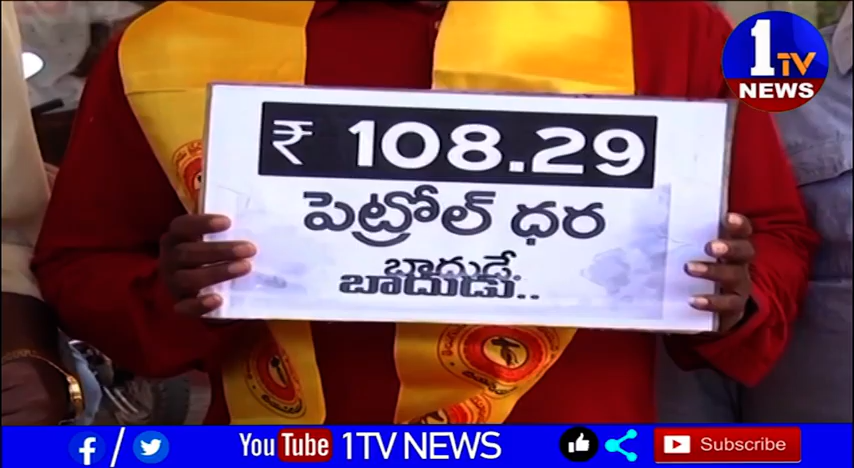 1TV
NEWS
₹ 108.29
పెట్రోల్ ధర
బాదుడే..
బాదుడు..
f/ YouTube 1TV NEWS Subscribe